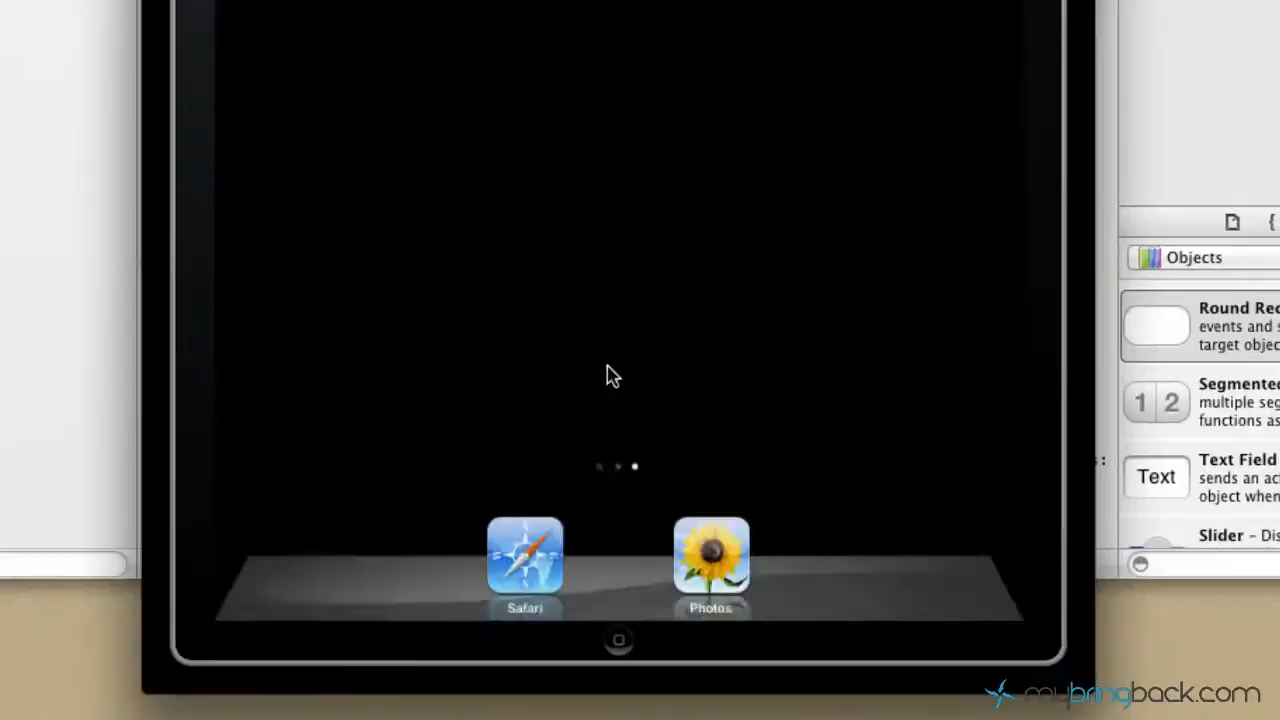 Objects
Round Rec
events and s
target objec
1 2
Segmented
multiple seg
functions as
Text
Text Field
sends an ac
object when
Slider – Dis
Safari
Photos
mybringback.com